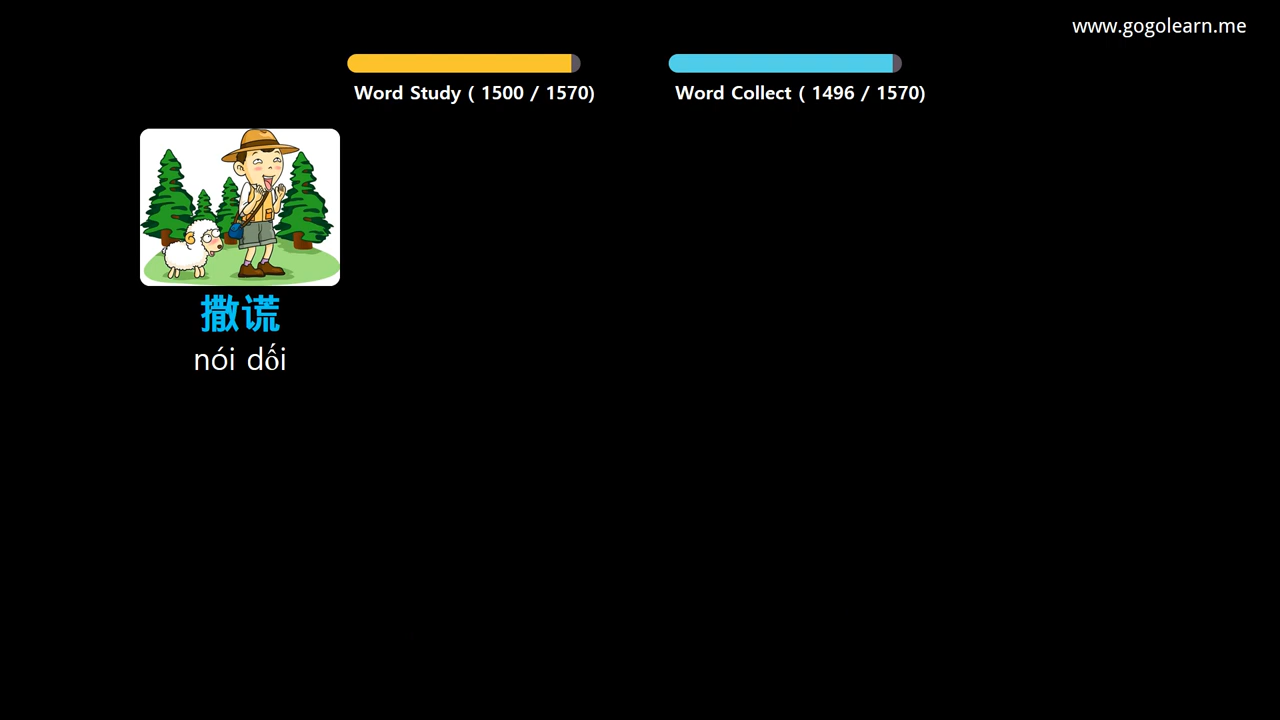 www.gogolearn.me
Word Study ( 1500 / 1570)
Word Collect ( 1496 / 1570)
撒谎
nói dối